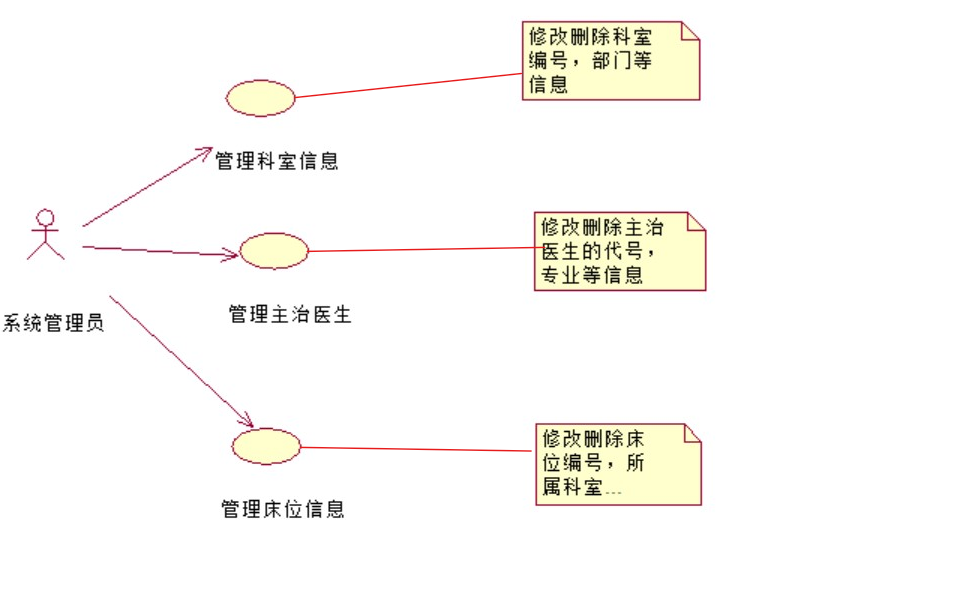 修改删除科室
编号，部门等
信息
管理科室信息
修改删除主治
医生的代号，
专业等信息
管理主治医生
系统管理员
修改删除床
位编号，所
属科室...
管理床位信息